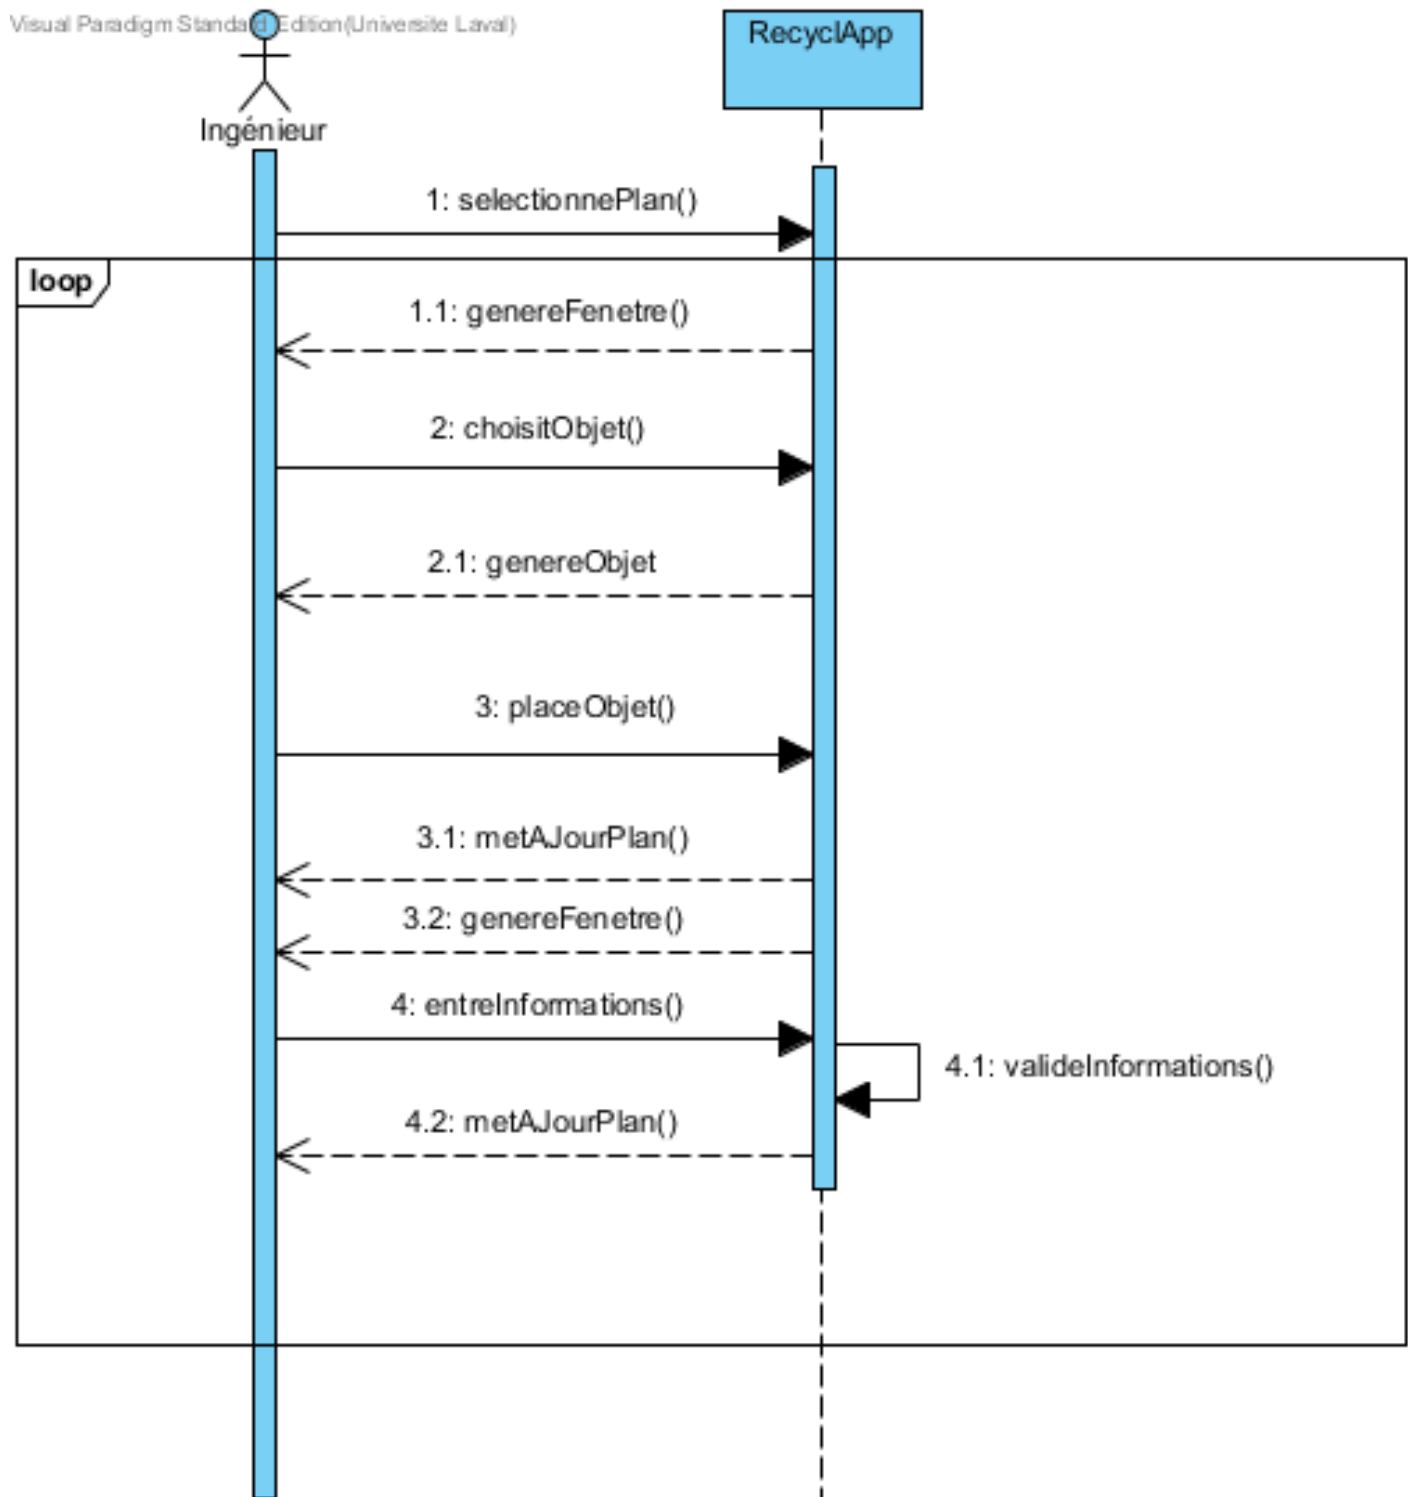 Visual Paradigm Standard Edition(Universite Laval)
RecyclApp
Ingénieur
1: selectionnePlan()
loop
1.1: genereFenetre()
2: choisitObjet()
2.1: genereObjet
3: placeObjet()
3.1: metAJourPlan()
3.2: genereFenetre()
4: entreInformations()
4.1: valideInformations()
4.2: metAJourPlan()